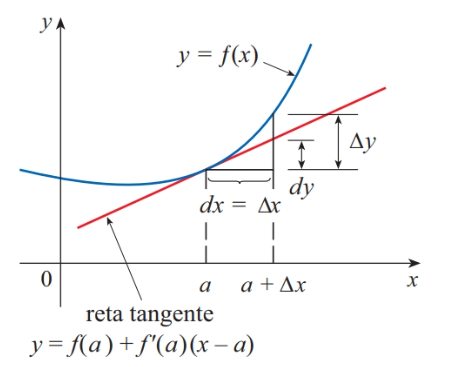 y
y = f(x)
Δy
dy
dx = Δx
0
a
a + Δx
x
reta tangente
y = f(a) + f'(a)(x – a)